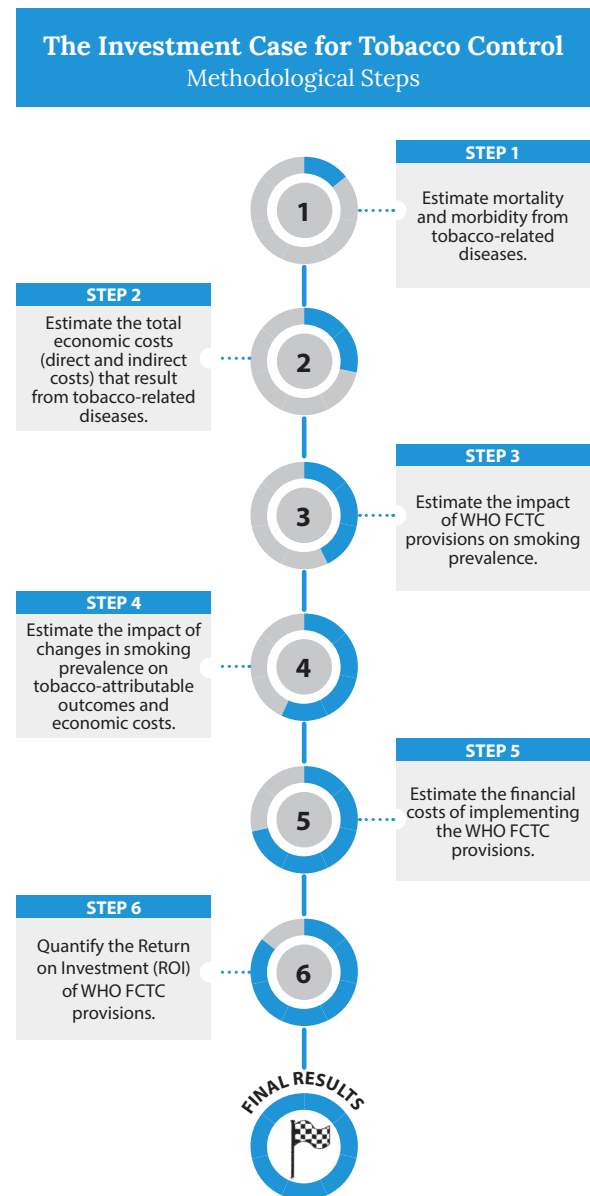 The Investment Case for Tobacco Control
Methodological Steps
STEP 1
1
Estimate mortality
and morbidity from
tobacco-related
diseases.
STEP 2
Estimate the total
economic costs
(direct and indirect
costs) that result
from tobacco-related
diseases.
2
STEP 3
3
Estimate the impact
of WHO FCTC
provisions on smoking
prevalence.
STEP 4
Estimate the impact of
changes in smoking
prevalence on
tobacco-attributable
outcomes and
economic costs.
4
STEP 5
5
Estimate the financial
costs of implementing
the WHO FCTC
provisions.
STEP 6
Quantify the Return
on Investment (ROI)
of WHO FCTC
provisions.
6
FINAL RESULTS